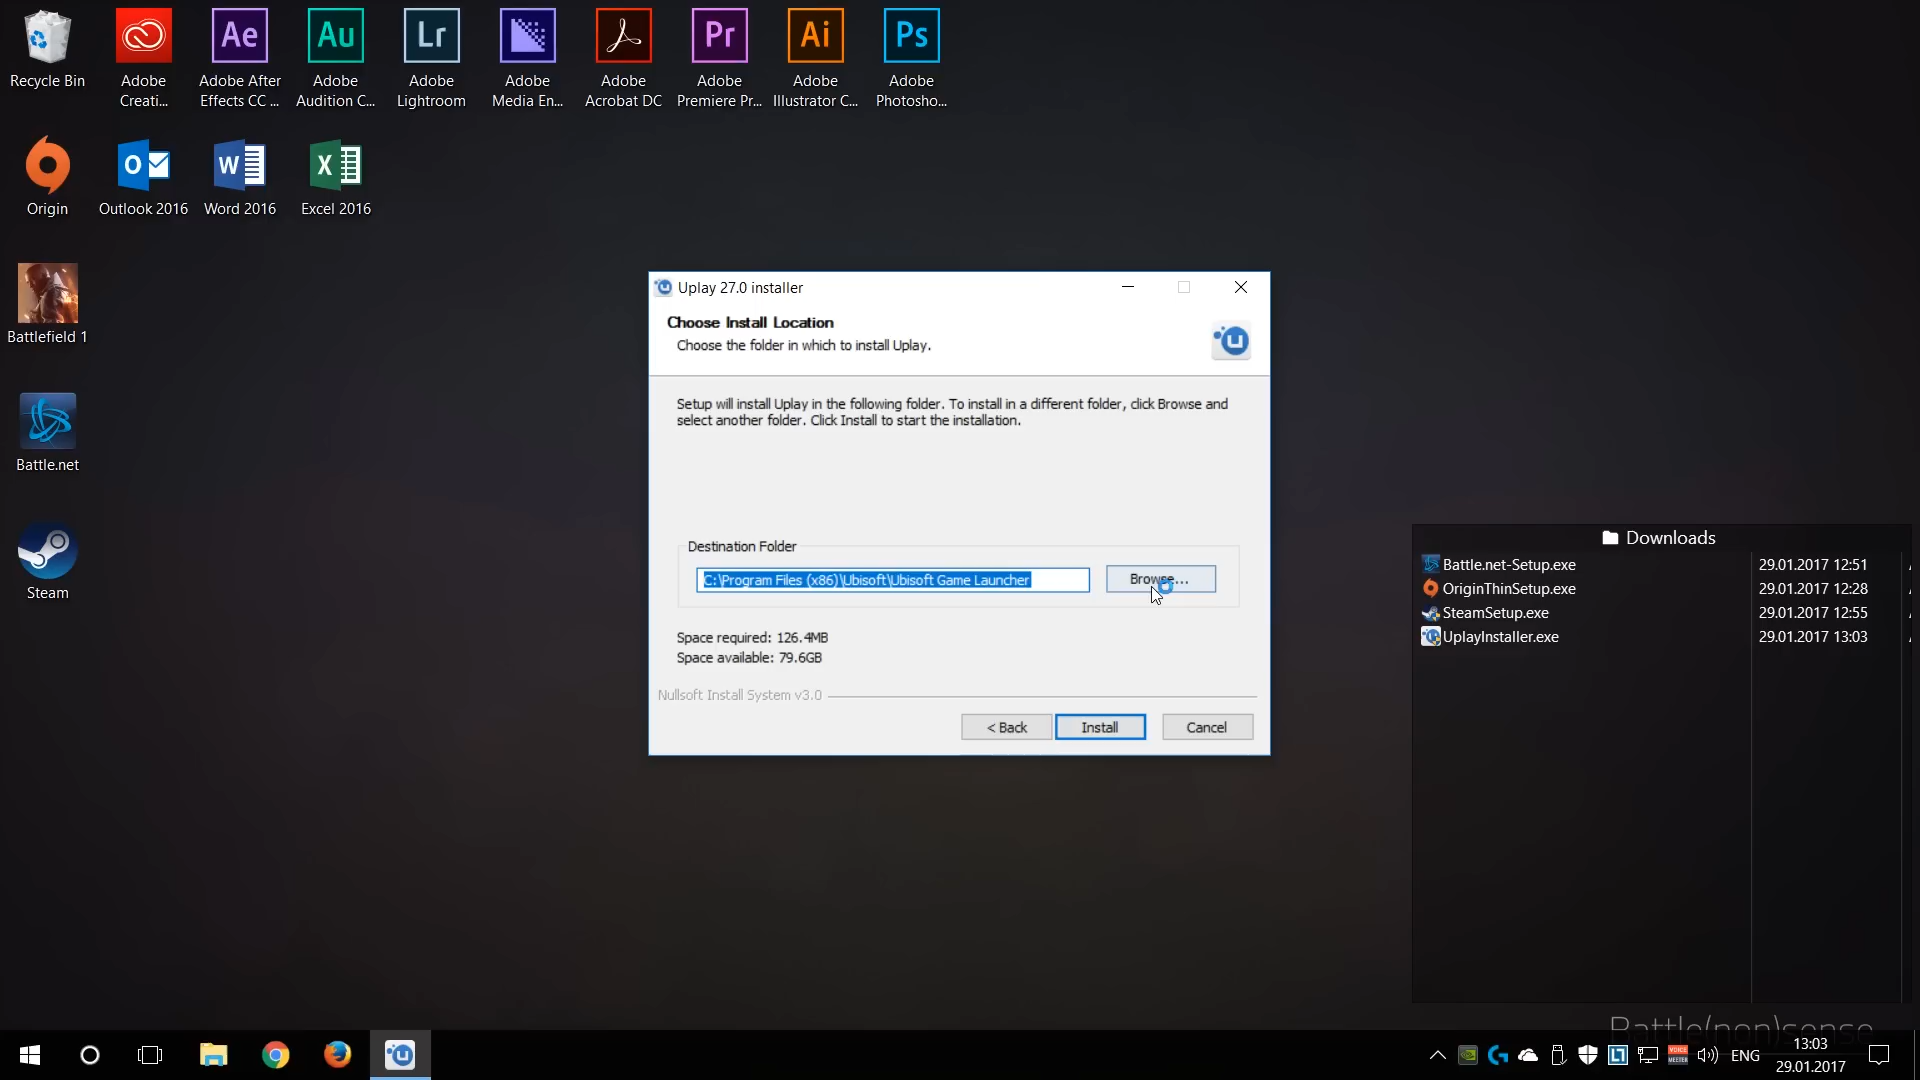 Recycle Bin
Adobe
Creati...
Ae
Adobe After
Effects CC ...
Au
Adobe
Audition C...
Lr
Adobe
Lightroom
Adobe
Media En...
Adobe
Acrobat DC
Pr
Adobe
Premiere Pr...
Ai
Adobe
Illustrator C...
Ps
Adobe
Photosho...
Origin
Outlook 2016
Word 2016
Excel 2016
Battlefield 1
Battle.net
Steam
Uplay 27.0 installer
Choose Install Location
Choose the folder in which to install Uplay.
Setup will install Uplay in the following folder. To install in a different folder, click Browse and
select another folder. Click Install to start the installation.
Destination Folder
C:\Program Files (x86)\Ubisoft\Ubisoft Game Launcher
Browse...
Space required: 126.4MB
Space available: 79.6GB
Nullsoft Install System v3.0
< Back
Install
Cancel
Downloads
Battle.net-Setup.exe 29.01.2017 12:51
OriginThinSetup.exe 29.01.2017 12:28
SteamSetup.exe 29.01.2017 12:55
UplayInstaller.exe 29.01.2017 13:03
Battle(non)sense
ENG
13:03
29.01.2017